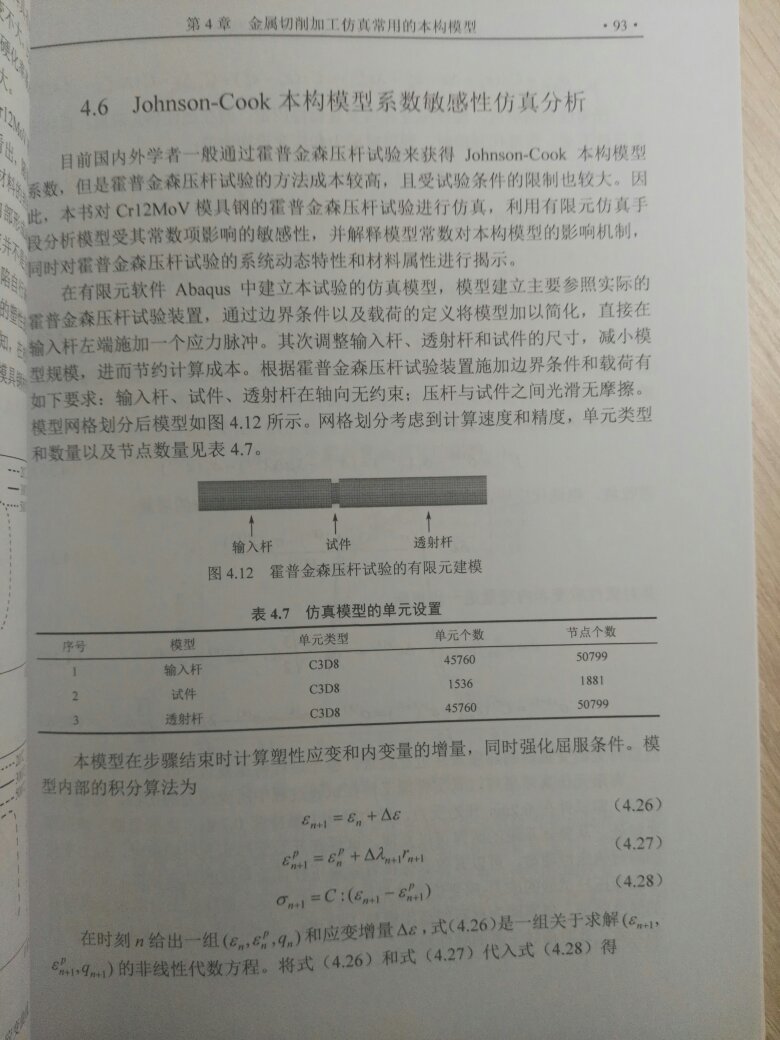 第 4 章 金属切削加工仿真常用的本构模型 ·93·
4.6 Johnson-Cook 本构模型系数敏感性仿真分析
目前国内外学者一般通过霍普金森压杆试验来获得 Johnson-Cook 本构模型
系数，但是霍普金森压杆试验的方法成本较高，且受试验条件的限制也较大。因
此，本书对 Cr12MoV 模具钢的霍普金森压杆试验进行仿真，利用有限元仿真手
段分析模型受其常数项影响的敏感性，并解释模型常数对本构模型的影响机制，
同时对霍普金森压杆试验的系统动态特性和材料属性进行揭示。
在有限元软件 Abaqus 中建立本试验的仿真模型，模型建立主要参照实际的
霍普金森压杆试验装置，通过边界条件以及载荷的定义将模型加以简化，直接在
输入杆左端施加一个应力脉冲。其次调整输入杆、透射杆和试件的尺寸，减小模
型规模，进而节约计算成本。根据霍普金森压杆试验装置施加边界条件和载荷有
如下要求：输入杆、试件、透射杆在轴向无约束；压杆与试件之间光滑无摩擦。
模型网格划分后模型如图 4.12 所示。网格划分考虑到计算速度和精度，单元类型
和数量以及节点数量见表 4.7。
输入杆 试件 透射杆
图 4.12 霍普金森压杆试验的有限元建模
表 4.7 仿真模型的单元设置
序号 模型 单元类型 单元个数 节点个数
1 输入杆 C3D8 45760 50799
2 试件 C3D8 1536 1881
3 透射杆 C3D8 45760 50799
本模型在步骤结束时计算塑性应变和内变量的增量，同时强化屈服条件。模
型内部的积分算法为
εₙ₊₁ = εₙ + Δε (4.26)
εᵖₙ₊₁ = εᵖₙ + Δλₙ₊₁rₙ₊₁ (4.27)
σₙ₊₁ = C : (εₙ₊₁ − εᵖₙ₊₁) (4.28)
在时刻 n 给出一组 (εₙ, εᵖₙ, qₙ) 和应变增量 Δε，式(4.26)是一组关于求解 (εₙ₊₁,
εᵖₙ₊₁, qₙ₊₁) 的非线性代数方程。将式（4.26）和式（4.27）代入式（4.28）得